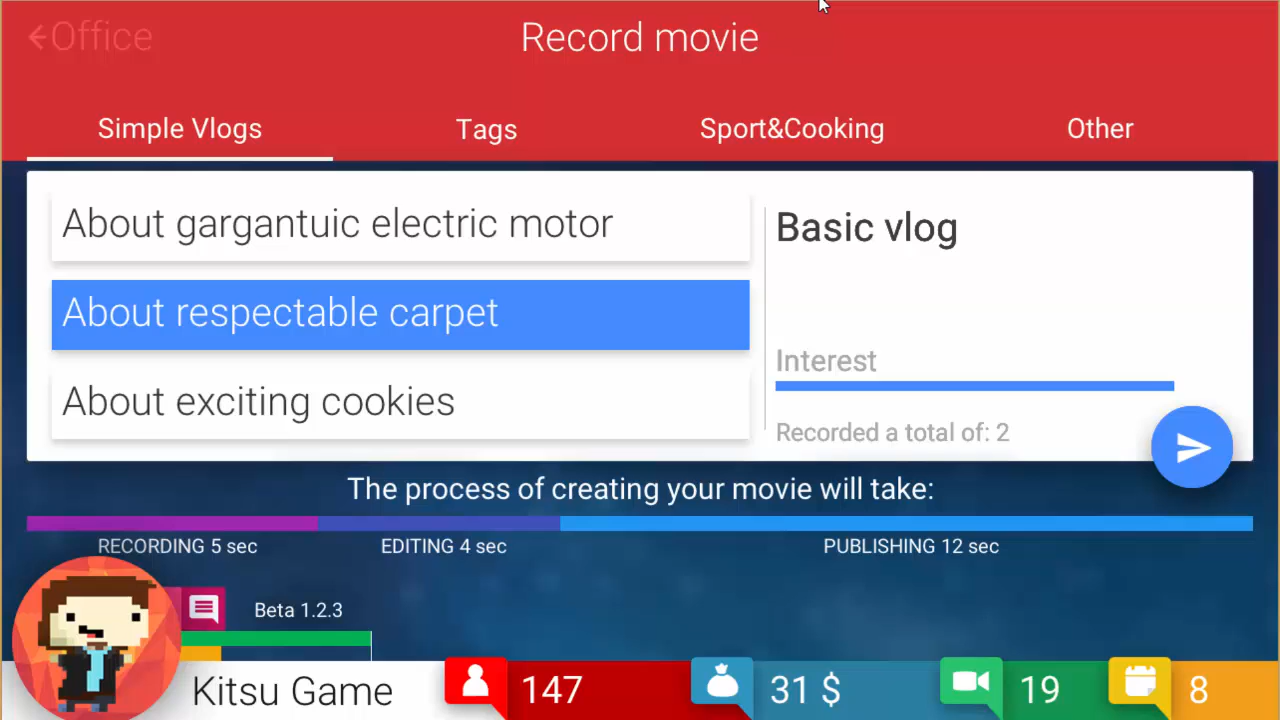 Office
Record movie
Simple Vlogs
Tags
Sport&Cooking
Other
About gargantuic electric motor
About respectable carpet
About exciting cookies
Basic vlog
Interest
Recorded a total of: 2
The process of creating your movie will take:
RECORDING 5 sec
EDITING 4 sec
PUBLISHING 12 sec
Beta 1.2.3
Kitsu Game
147
31 $
19
8